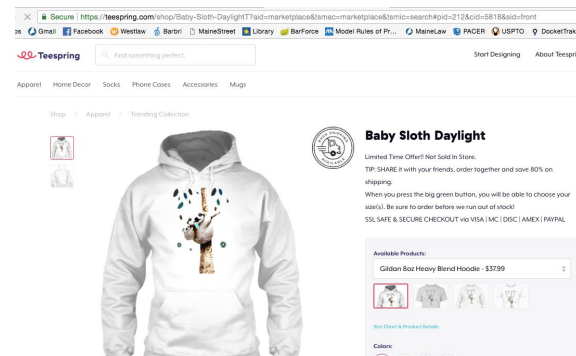 Secure | https://teespring.com/shop/Baby-Sloth-DaylightT?aid=marketplace&tsmac=marketplace&tsmic=search#pid=212&cid=5818&sid=front
Gmail Facebook Westlaw Barbri MaineStreet Library BarForce Model Rules of Pr... MaineLaw PACER USPTO DocketTrak
Teespring
Find something perfect.
Start Designing About Teespri
Apparel Home Decor Socks Phone Cases Accessories Mugs
Shop Apparel Trending Collection
RUSH SHIPPING AVAILABLE
Baby Sloth Daylight
Limited Time Offer!! Not Sold In Store.
TIP: SHARE it with your friends, order together and save 80% on
shipping.
When you press the big green button, you will be able to choose your
size(s). Be sure to order before we run out of stock!
SSL SAFE & SECURE CHECKOUT via VISA | MC | DISC | AMEX | PAYPAL
Available Products:
Gildan 8oz Heavy Blend Hoodie - $37.99
Size Chart & Product Details
Colors: